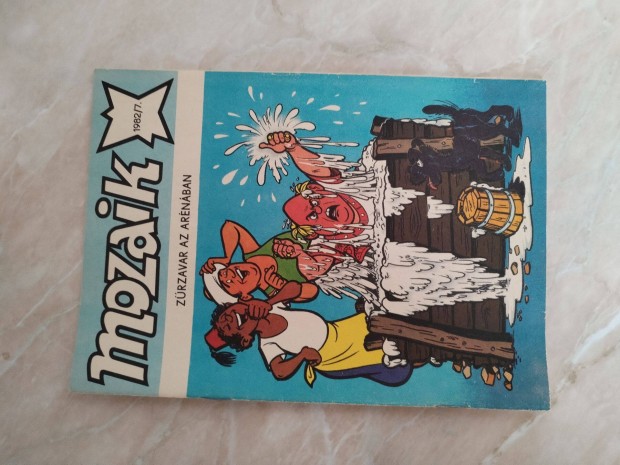 mozaik
1982/7.
ZŰRZAVAR AZ ARÉNÁBAN